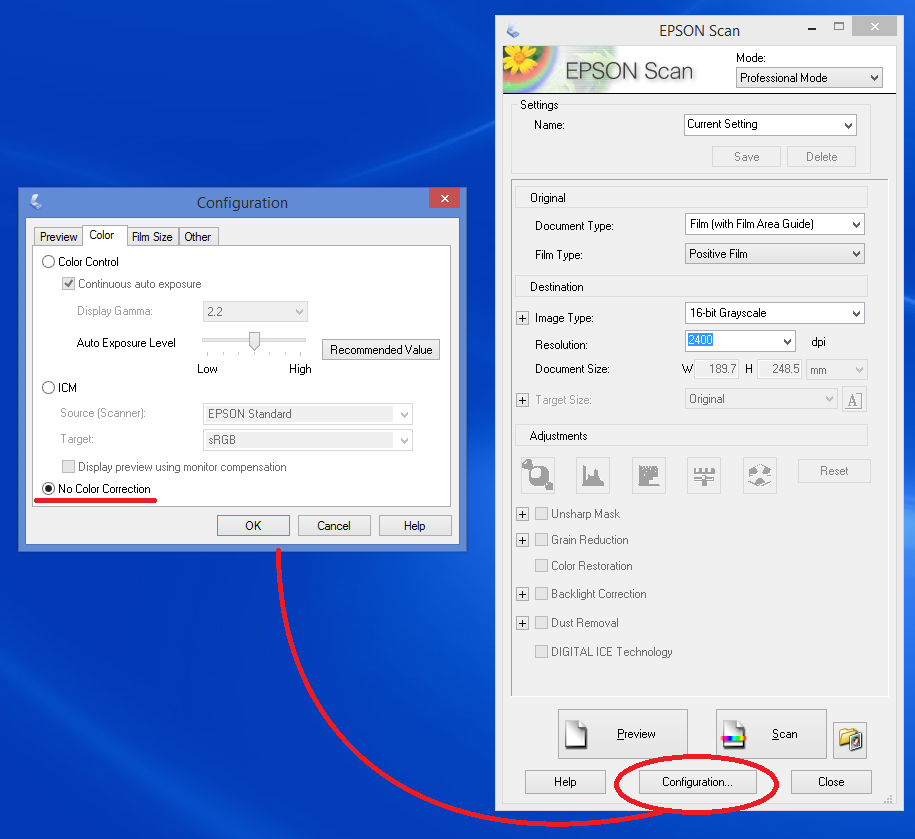 Configuration
Preview Color Film Size Other
Color Control
Continuous auto exposure
Display Gamma: 2.2
Auto Exposure Level
Recommended Value
Low High
ICM
Source (Scanner): EPSON Standard
Target: sRGB
Display preview using monitor compensation
No Color Correction
OK Cancel Help
EPSON Scan
EPSON Scan
Mode:
Professional Mode
Settings
Name: Current Setting
Save Delete
Original
Document Type: Film (with Film Area Guide)
Film Type: Positive Film
Destination
Image Type: 16-bit Grayscale
Resolution: 2400 dpi
Document Size: W 189.7 H 248.5 mm
Target Size: Original A
Adjustments
Reset
Unsharp Mask
Grain Reduction
Color Restoration
Backlight Correction
Dust Removal
DIGITAL ICE Technology
Preview Scan
Help Configuration... Close